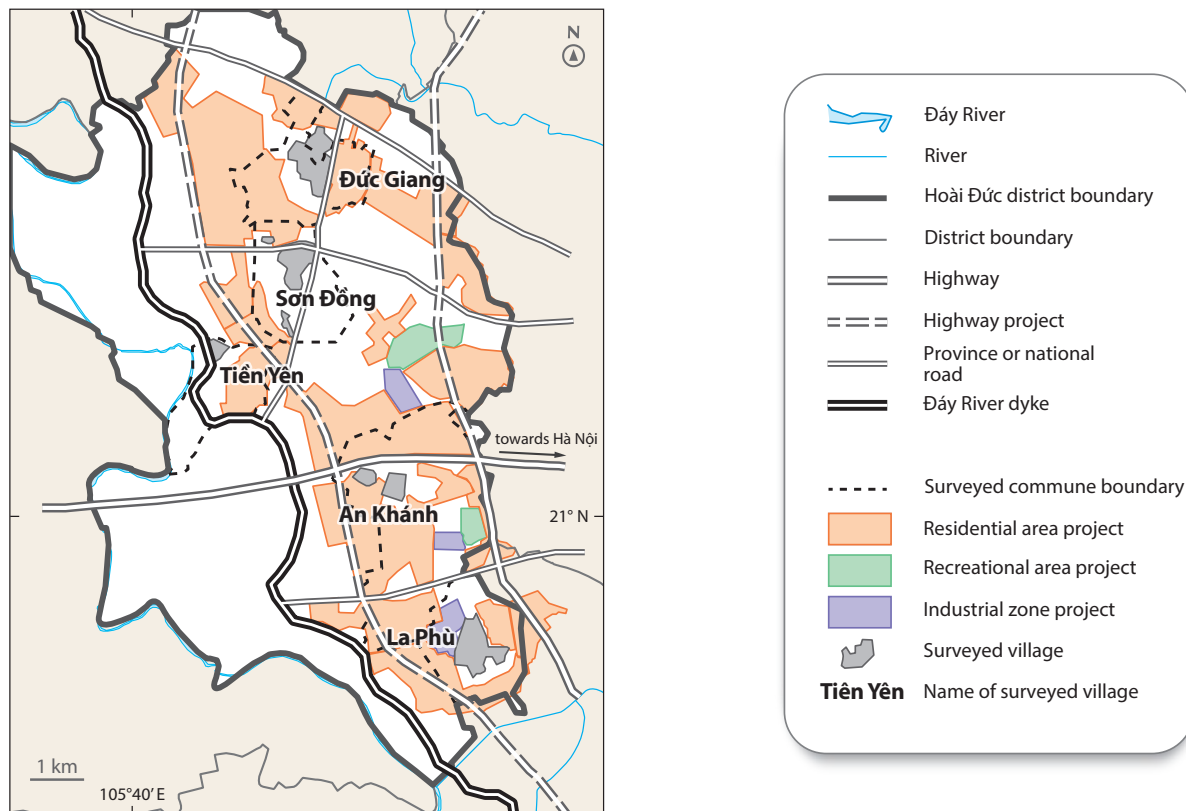 N
Đức Giang
Sơn Đồng
Tiền Yên
towards Hà Nội
An Khánh
21° N
La Phù
1 km
105°40' E
Đáy River
River
Hoài Đức district boundary
District boundary
Highway
Highway project
Province or national
road
Đáy River dyke
Surveyed commune boundary
Residential area project
Recreational area project
Industrial zone project
Surveyed village
Tiên Yên Name of surveyed village